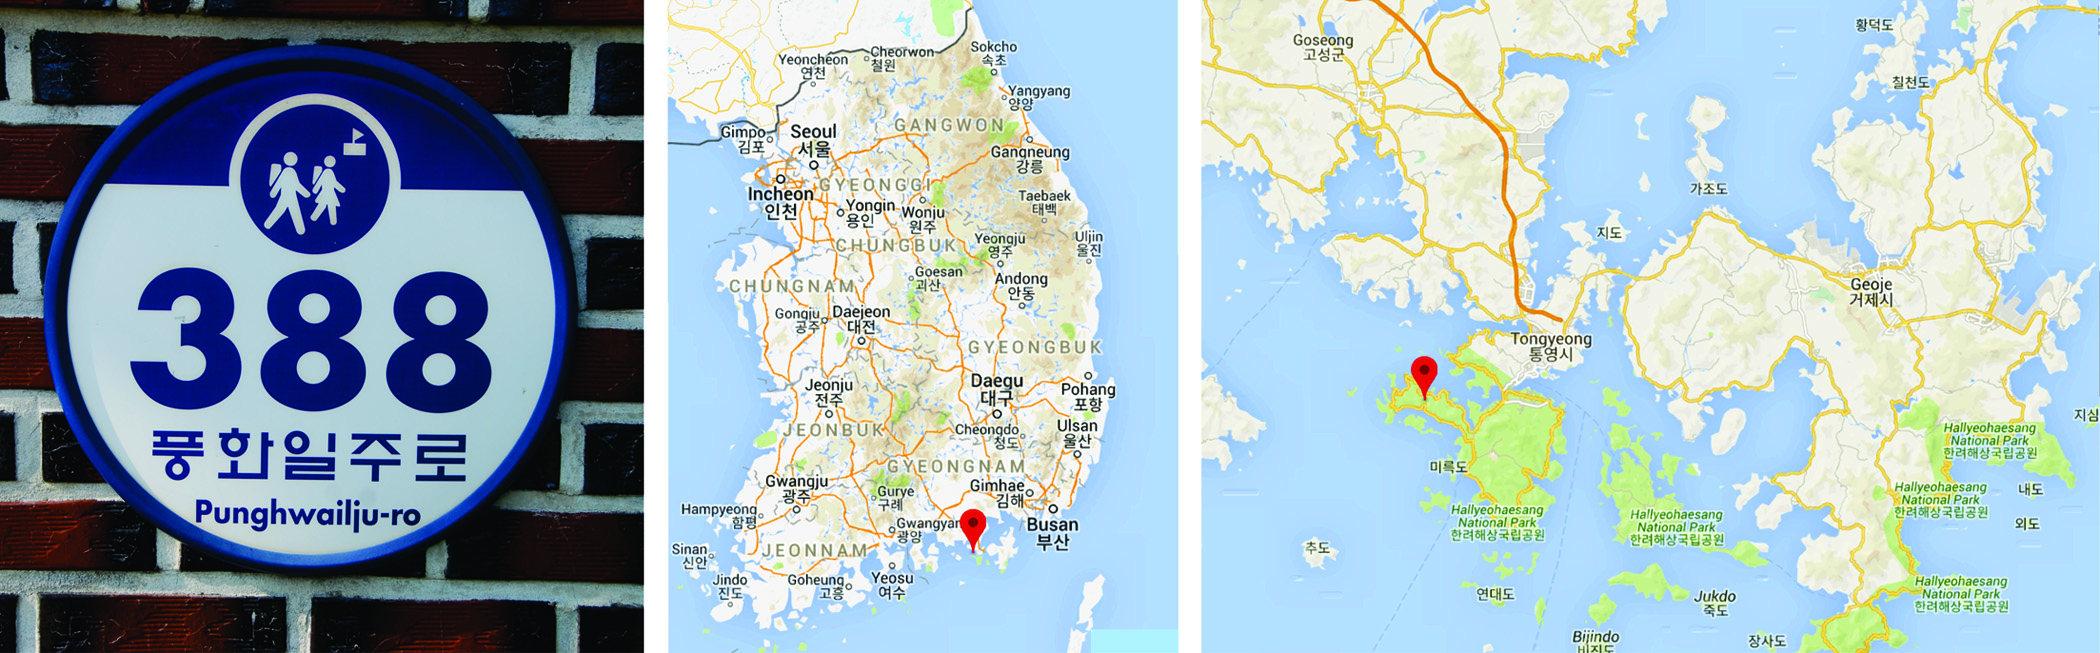 388
풍화일주로
Punghwailju-ro
Cheorwon
철원
Yeoncheon
연천
Sokcho
속초
Yangyang
양양
Gimpo
김포
Seoul
서울
GANGWON
Gangneung
강릉
Incheon
인천
GYEONGGI
Yongin
용인
Wonju
원주
Taebaek
태백
CHUNGBUK
Yeongju
영주
Uljin
울진
CHUNGNAM
Goesan
괴산
Andong
안동
Gongju
공주
Daejeon
대전
GYEONGBUK
Jeonju
전주
Daegu
대구
Pohang
포항
JEONBUK
Cheongdo
청도
Ulsan
울산
GYEONGNAM
Gwangju
광주
Gurye
구례
Gimhae
김해
Hampyeong
함평
Gwangyan
광양
Busan
부산
Sinan
신안
JEONNAM
Jindo
진도
Goheung
고흥
Yeosu
여수
Goseong
고성군
황덕도
칠천도
가조도
지도
Geoje
거제시
Tongyeong
통영시
지심
미륵도
Hallyeohaesang
National Park
한려해상국립공원
Hallyeohaesang
National Park
한려해상국립공원
Hallyeohaesang
National Park
한려해상국립공원
Hallyeohaesang
National Park
한려해상국립공원
내도
외도
추도
연대도
Hallyeohaesang
National Park
한려해상국립공원
Jukdo
죽도
Bijindo
비진도
장사도